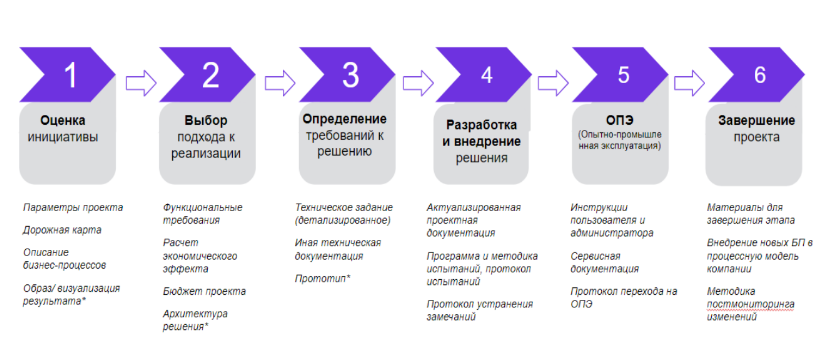 1
Оценка
инициативы
Параметры проекта
Дорожная карта
Описание
бизнес-процессов
Образ/ визуализация
результата*
2
Выбор
подхода к
реализации
Функциональные
требования
Расчет
экономического
эффекта
Бюджет проекта
Архитектура
решения*
3
Определение
требований к
решению
Техническое задание
(детализированное)
Иная техническая
документация
Прототип*
4
Разработка
и внедрение
решения
Актуализированная
проектная
документация
Программа и методика
испытаний, протокол
испытаний
Протокол устранения
замечаний
5
ОПЭ
(Опытно-промышле
нная эксплуатация)
Инструкции
пользователя и
администратора
Сервисная
документация
Протокол перехода на
ОПЭ
6
Завершение
проекта
Материалы для
завершения этапа
Внедрение новых БП в
процессную модель
компании
Методика
постмониторинга
изменений